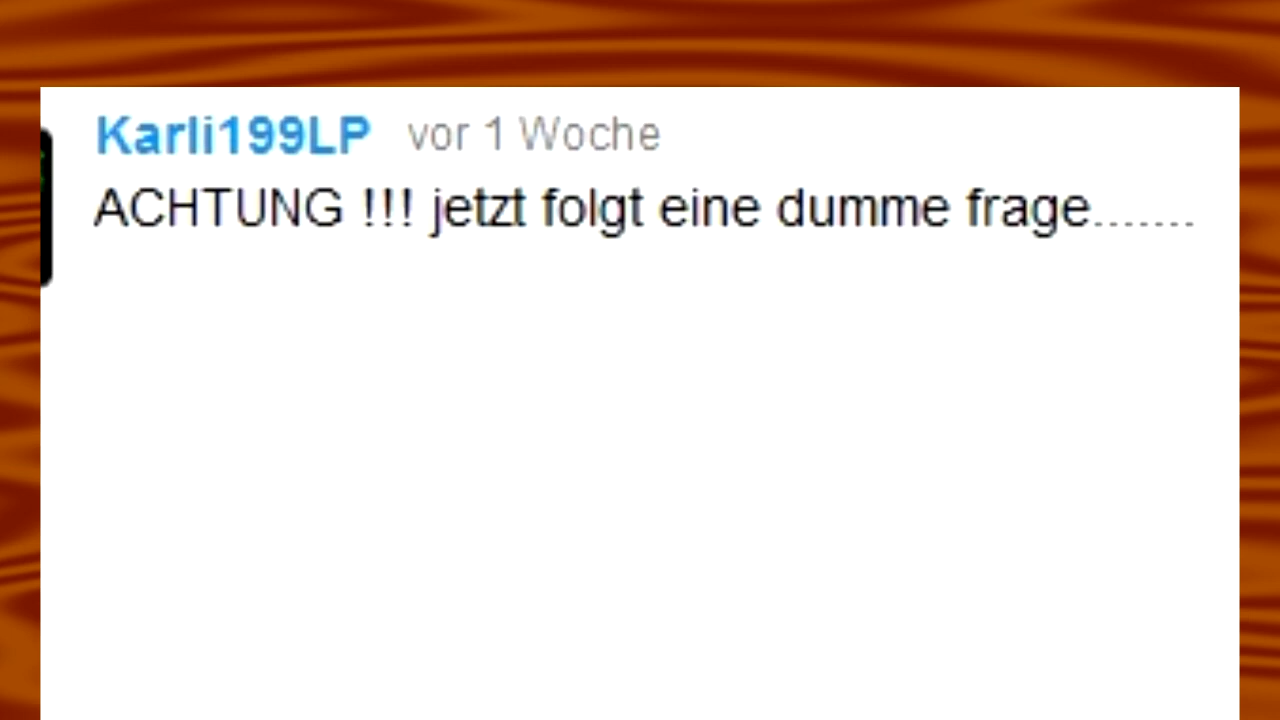 Karli199LP vor 1 Woche
ACHTUNG !!! jetzt folgt eine dumme frage.......